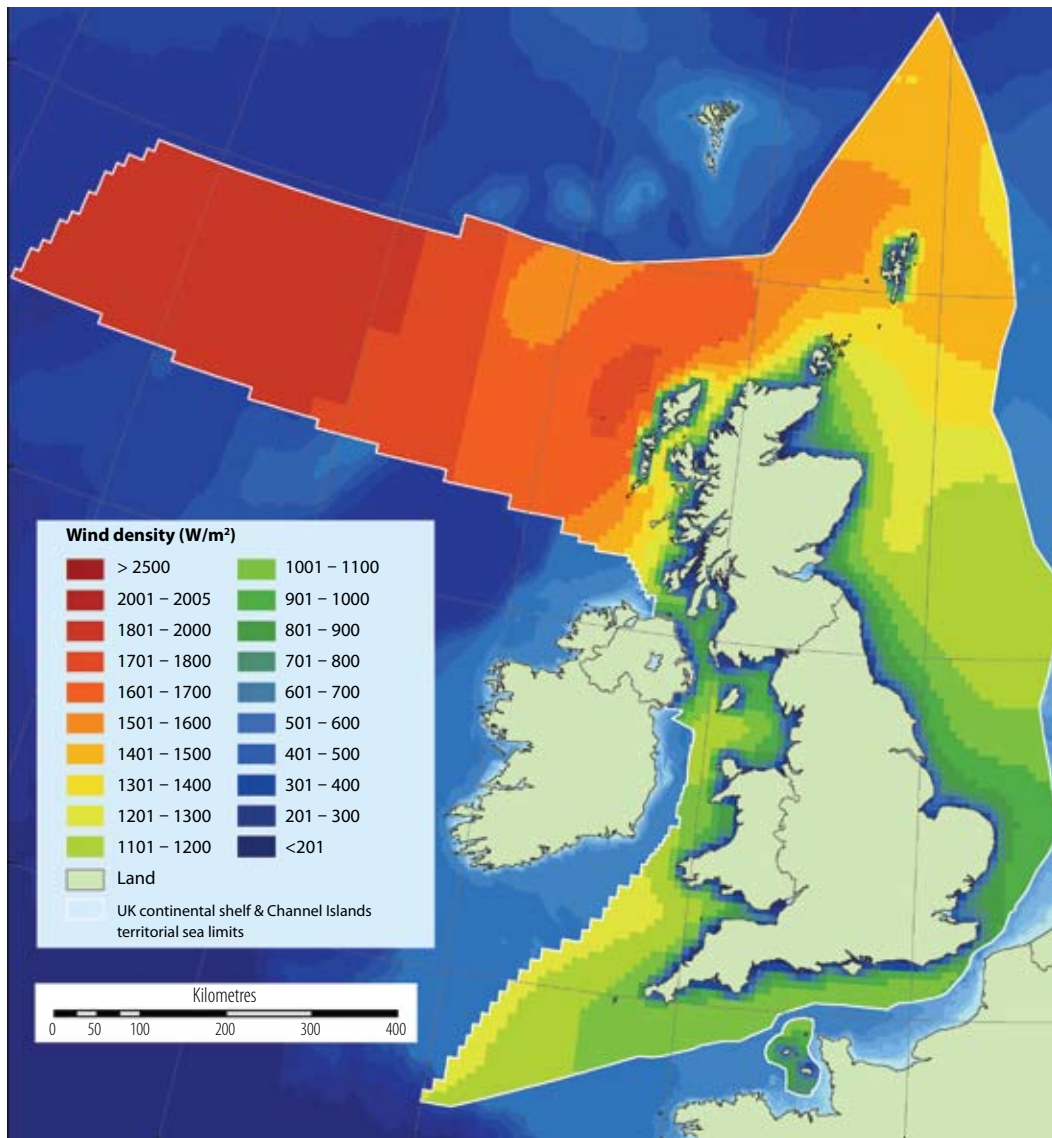 Wind density (W/m²)
> 2500
2001 – 2005
1801 – 2000
1701 – 1800
1601 – 1700
1501 – 1600
1401 – 1500
1301 – 1400
1201 – 1300
1101 – 1200
Land
UK continental shelf & Channel Islands
territorial sea limits
1001 – 1100
901 – 1000
801 – 900
701 – 800
601 – 700
501 – 600
401 – 500
301 – 400
201 – 300
<201
Kilometres
0 50 100 200 300 400